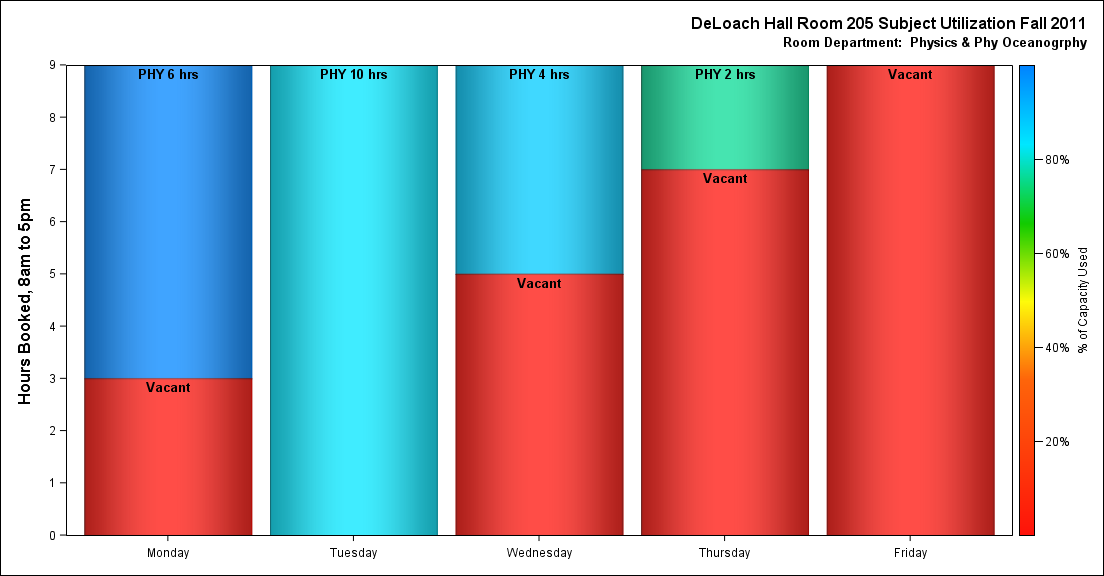 DeLoach Hall Room 205 Subject Utilization Fall 2011
Room Department:  Physics & Phy Oceanogrphy
Hours Booked, 8am to 5pm
9
8
7
6
5
4
3
2
1
0
PHY 6 hrs
Vacant
PHY 10 hrs
PHY 4 hrs
Vacant
PHY 2 hrs
Vacant
Vacant
Monday
Tuesday
Wednesday
Thursday
Friday
80%
60%
40%
20%
% of Capacity Used